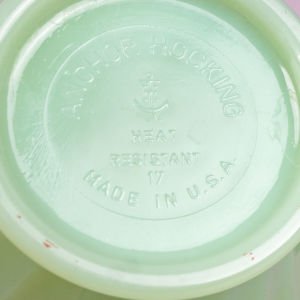 ANCHOR HOCKING
HEAT
RESISTANT
17
MADE IN U.S.A.